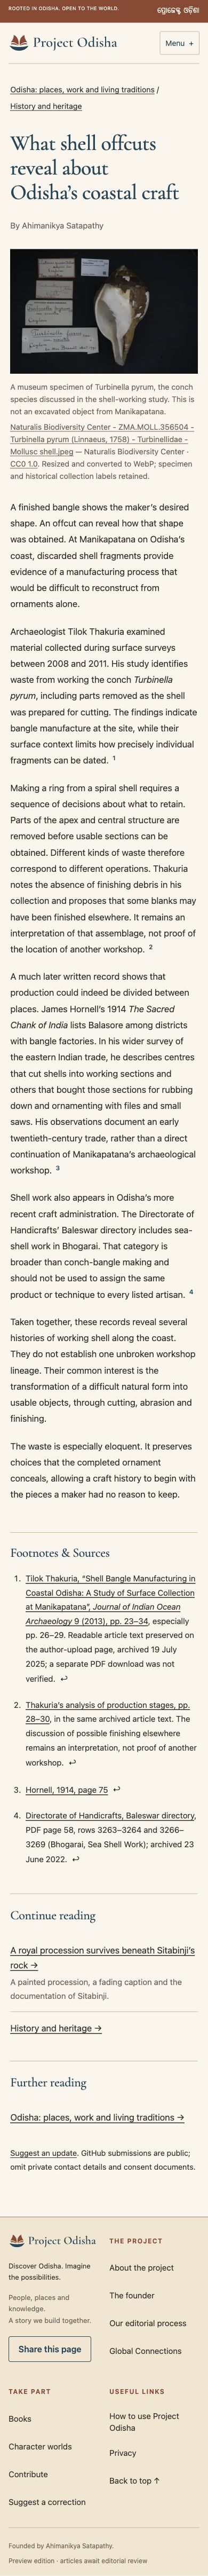 ROOTED IN ODISHA. OPEN TO THE WORLD.
ପ୍ରୋଜେକ୍ଟ ଓଡ଼ିଶା
Project Odisha
Menu +
Odisha: places, work and living traditions /
History and heritage
What shell offcuts
reveal about
Odisha’s coastal craft
By Ahimanikya Satapathy
A museum specimen of Turbinella pyrum, the conch
species discussed in the shell-working study. This is
not an excavated object from Manikapatana.
Naturalis Biodiversity Center - ZMA.MOLL.356504 -
Turbinella pyrum (Linnaeus, 1758) - Turbinellidae -
Mollusc shell.jpeg — Naturalis Biodiversity Center ·
CC0 1.0. Resized and converted to WebP; specimen
and historical collection labels retained.
A finished bangle shows the maker’s desired
shape. An offcut can reveal how that shape
was obtained. At Manikapatana on Odisha’s
coast, discarded shell fragments provide
evidence of a manufacturing process that
would be difficult to reconstruct from
ornaments alone.
Archaeologist Tilok Thakuria examined
material collected during surface surveys
between 2008 and 2011. His study identifies
waste from working the conch Turbinella
pyrum, including parts removed as the shell
was prepared for cutting. The findings indicate
bangle manufacture at the site, while their
surface context limits how precisely individual
fragments can be dated. 1
Making a ring from a spiral shell requires a
sequence of decisions about what to retain.
Parts of the apex and central structure are
removed before usable sections can be
obtained. Different kinds of waste therefore
correspond to different operations. Thakuria
notes the absence of finishing debris in his
collection and proposes that some blanks may
have been finished elsewhere. It remains an
interpretation of that assemblage, not proof of
the location of another workshop. 2
A much later written record shows that
production could indeed be divided between
places. James Hornell’s 1914 The Sacred
Chank of India lists Balasore among districts
with bangle factories. In his wider survey of
the eastern Indian trade, he describes centres
that cut shells into working sections and
others that bought those sections for rubbing
down and ornamenting with files and small
saws. His observations document an early
twentieth-century trade, rather than a direct
continuation of Manikapatana’s archaeological
workshop. 3
Shell work also appears in Odisha’s more
recent craft administration. The Directorate of
Handicrafts’ Baleswar directory includes sea-
shell work in Bhogarai. That category is
broader than conch-bangle making and
should not be used to assign the same
product or technique to every listed artisan. 4
Taken together, these records reveal several
histories of working shell along the coast.
They do not establish one unbroken workshop
lineage. Their common interest is the
transformation of a difficult natural form into
usable objects, through cutting, abrasion and
finishing.
The waste is especially eloquent. It preserves
choices that the completed ornament
conceals, allowing a craft history to begin with
the pieces a maker had no reason to keep.
Footnotes & Sources
1. Tilok Thakuria, “Shell Bangle Manufacturing in
Coastal Odisha: A Study of Surface Collection
at Manikapatana”, Journal of Indian Ocean
Archaeology 9 (2013), pp. 23–34, especially
pp. 26–29. Readable article text preserved on
the author-upload page, archived 19 July
2025; a separate PDF download was not
verified. ↩
2. Thakuria’s analysis of production stages, pp.
28–30, in the same archived article text. The
discussion of possible finishing elsewhere
remains an interpretation, not proof of another
workshop. ↩
3. Hornell, 1914, page 75 ↩
4. Directorate of Handicrafts, Baleswar directory,
PDF page 58, rows 3263–3264 and 3266–
3269 (Bhogarai, Sea Shell Work); archived 23
June 2022. ↩
Continue reading
A royal procession survives beneath Sitabinji’s
rock →
A painted procession, a fading caption and the
documentation of Sitabinji.
History and heritage →
Further reading
Odisha: places, work and living traditions →
Suggest an update. GitHub submissions are public;
omit private contact details and consent documents.
Project Odisha
Discover Odisha. Imagine
the possibilities.
People, places and
knowledge.
A story we build together.
Share this page
THE PROJECT
About the project
The founder
Our editorial process
Global Connections
TAKE PART
Books
Character worlds
Contribute
Suggest a correction
USEFUL LINKS
How to use Project
Odisha
Privacy
Back to top ↑
Founded by Ahimanikya Satapathy.
Preview edition · articles await editorial review